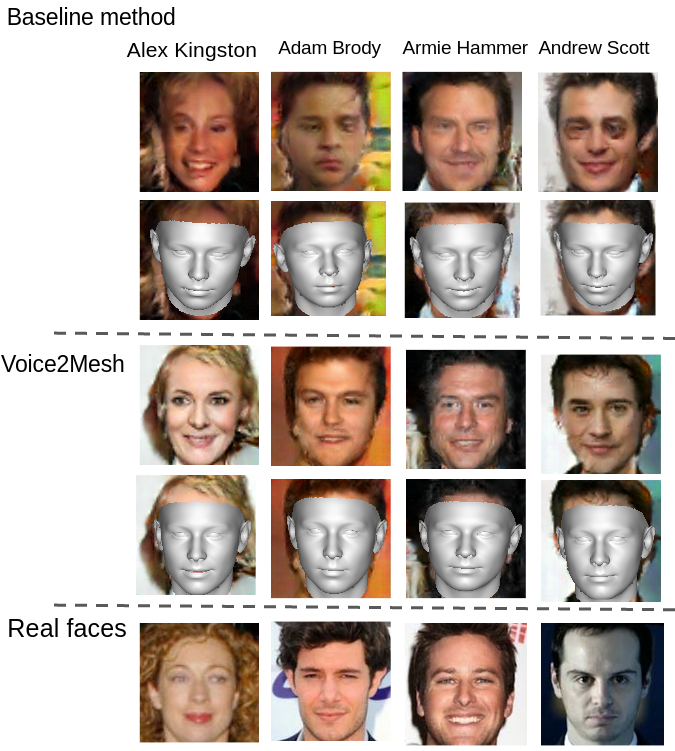 Baseline method
Alex Kingston Adam Brody Armie Hammer Andrew Scott
Voice2Mesh
Real faces